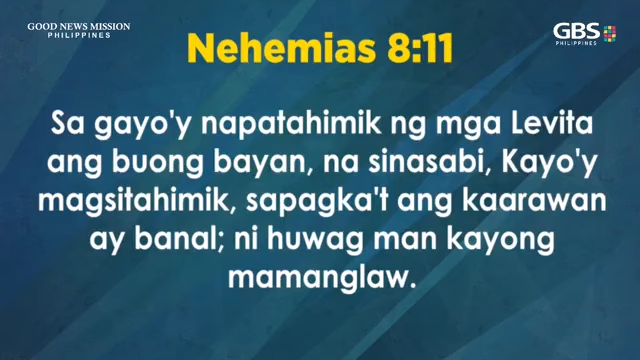 GOOD NEWS MISSION
PHILIPPINES
GBS
PHILIPPINES
Nehemias 8:11
Sa gayo'y napatahimik ng mga Levita
ang buong bayan, na sinasabi, Kayo'y
magsitahimik, sapagka't ang kaarawan
ay banal; ni huwag man kayong
mamanglaw.